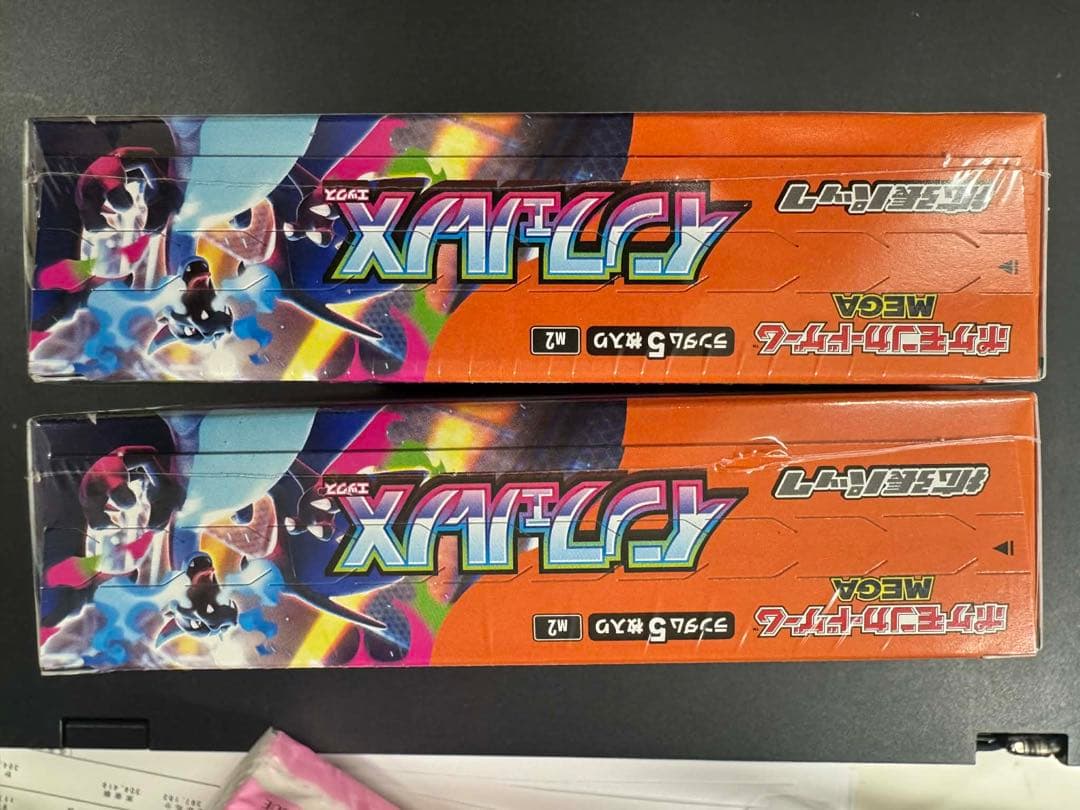 ポケモンカードゲーム
MEGA
拡張パック
インフェルノX
エックス
ランダム5枚入り
M2
ポケモンカードゲーム
MEGA
拡張パック
インフェルノX
エックス
ランダム5枚入り
M2